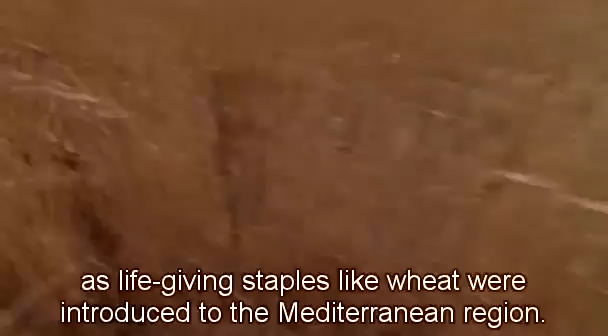 as life-giving staples like wheat were
introduced to the Mediterranean region.